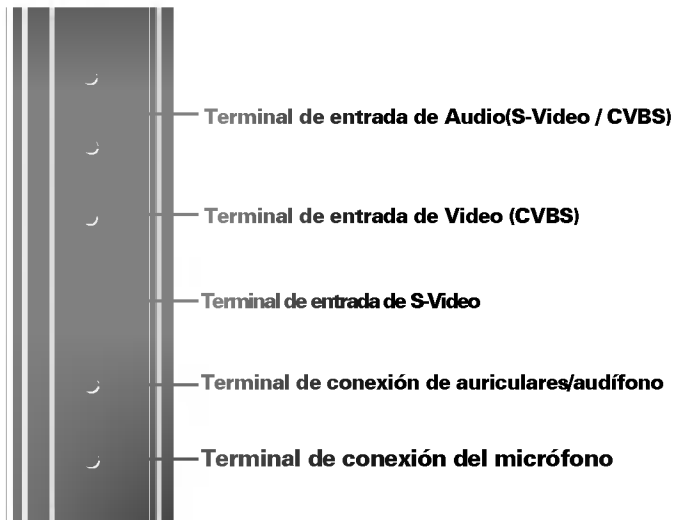 Terminal de entrada de Audio(S-Video / CVBS)
Terminal de entrada de Video (CVBS)
Terminal de entrada de S-Video
Terminal de conexión de auriculares/audífono
Terminal de conexión del micrófono